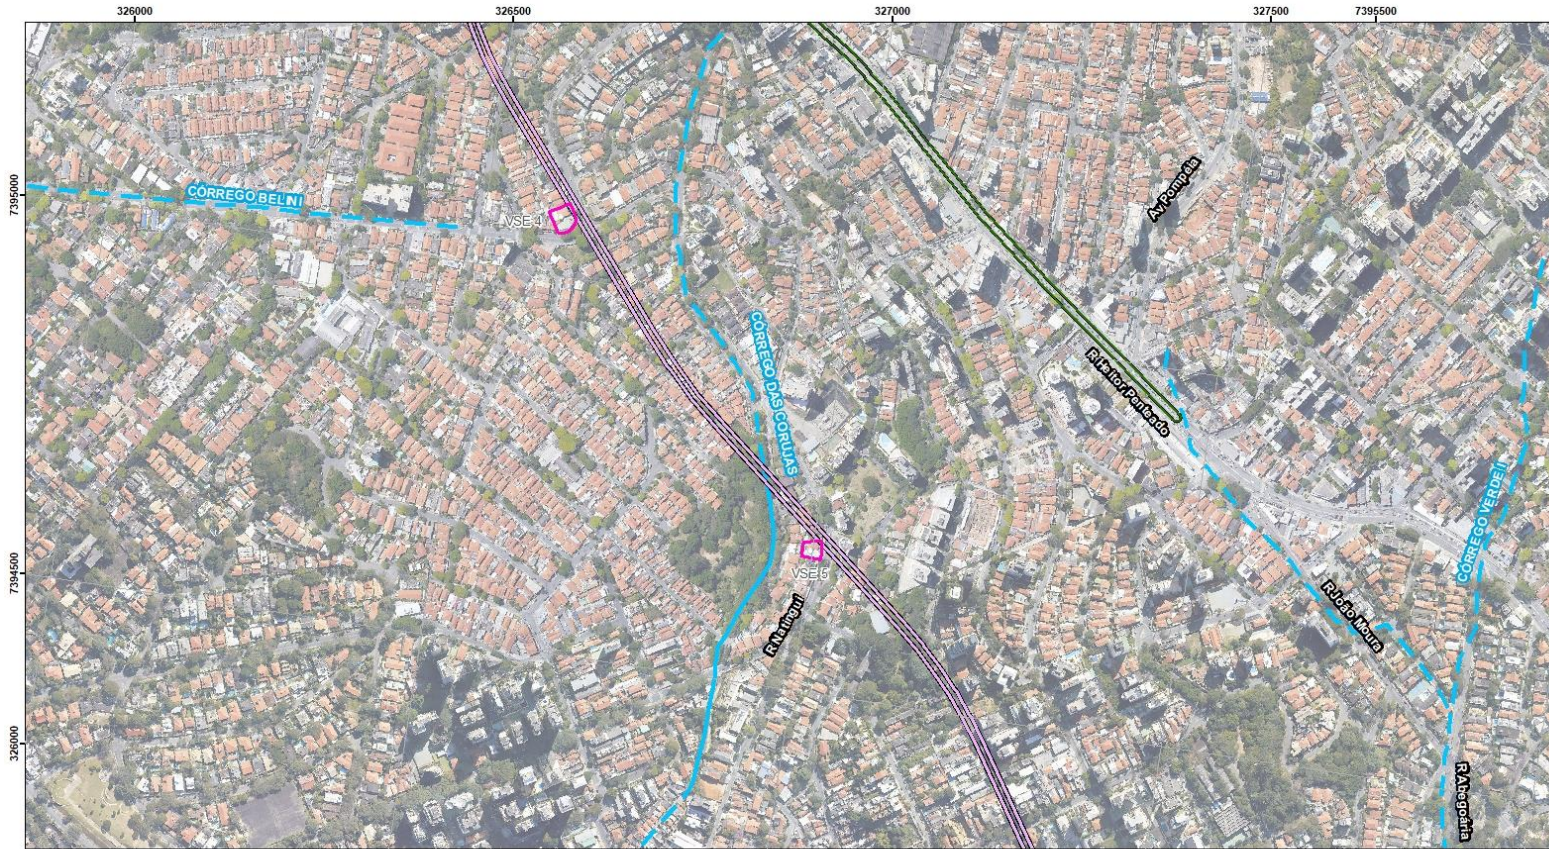 326000
326500
327000
327500
7395500
7395000
CÓRREGO BELINI
VSE 4
Av Pompéia
CÓRREGO DAS CORUJAS
R Heitor Penteado
CÓRREGO VERDE II
7394500
VSE 5
R Natingui
R João Moura
326000
R Abegoária